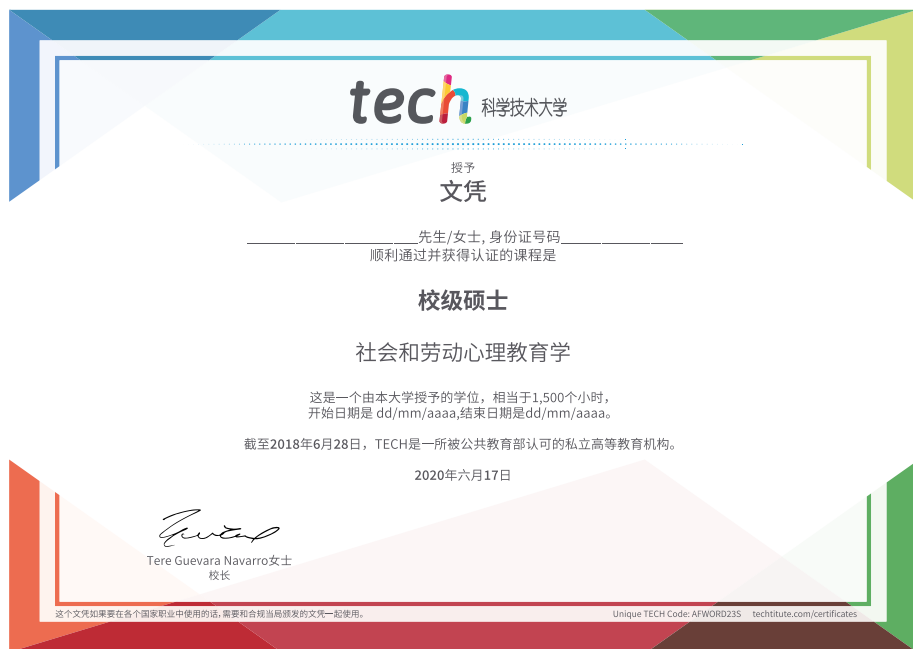 tech 科学技术大学
授予
文凭
先生/女士, 身份证号码
顺利通过并获得认证的课程是
校级硕士
社会和劳动心理教育学
这是一个由本大学授予的学位，相当于1,500个小时，
开始日期是 dd/mm/aaaa,结束日期是dd/mm/aaaa。
截至2018年6月28日，TECH是一所被公共教育部认可的私立高等教育机构。
2020年六月17日
Tere Guevara Navarro女士
校长
这个文凭如果要在各个国家职业中使用的话,需要和合规当局颁发的文凭一起使用。
Unique TECH Code: AFWORD23S techtitute.com/certificates